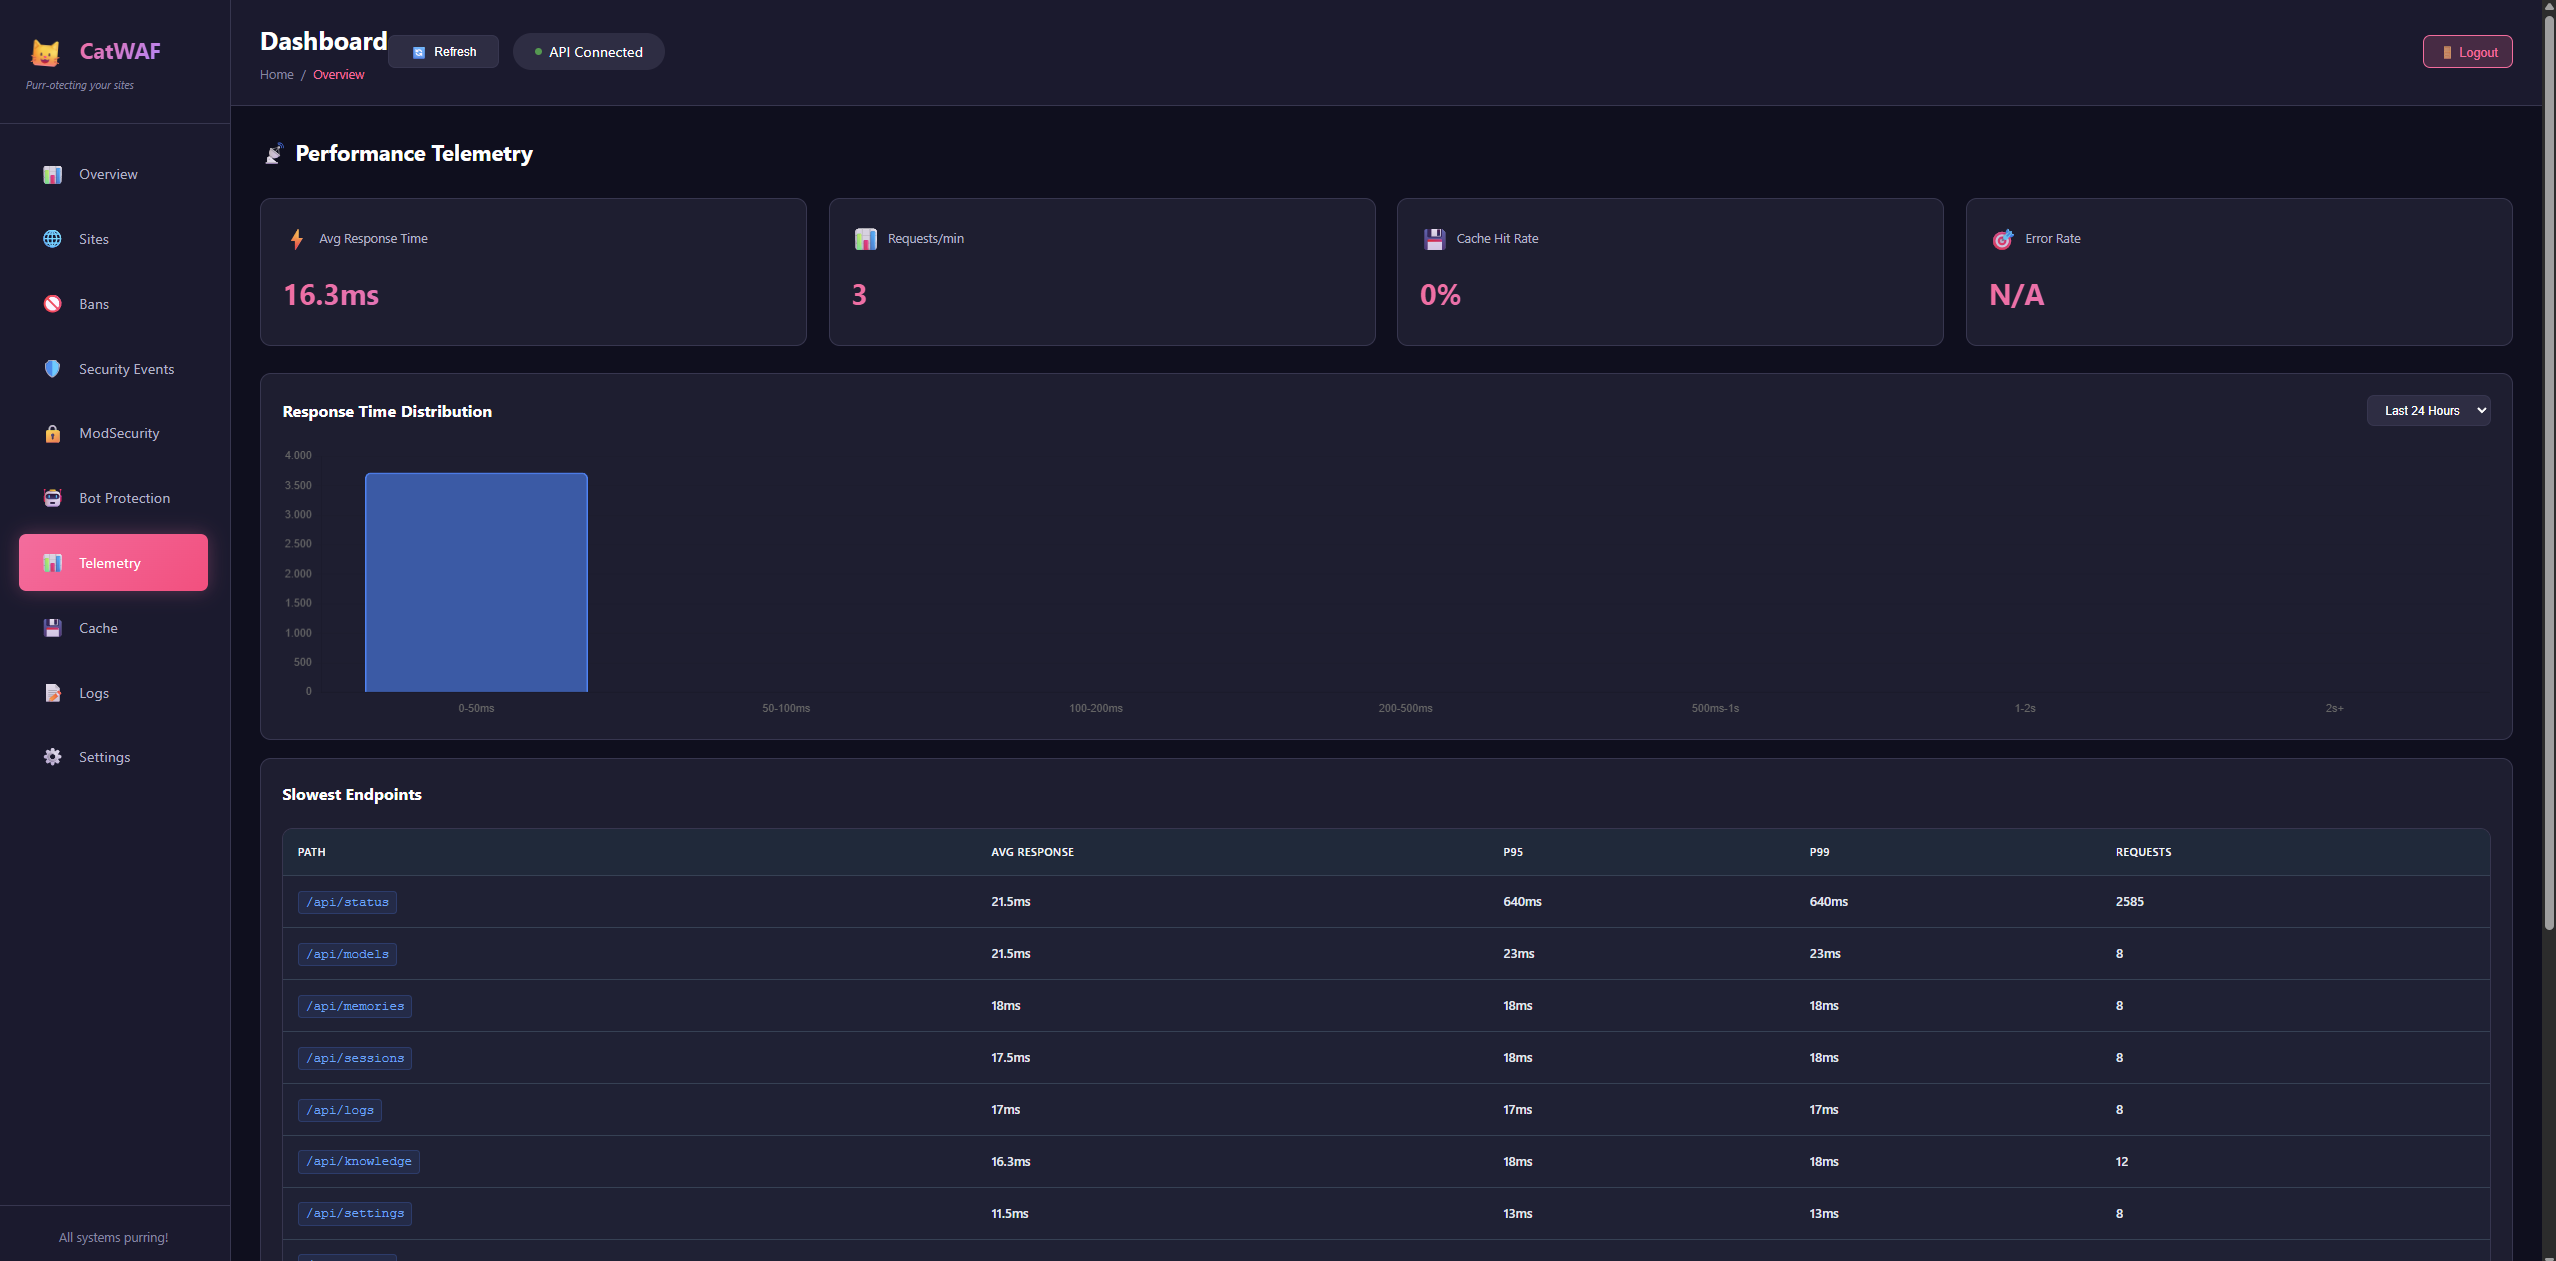 CatWAF
Purr-otecting your sites
Overview
Sites
Bans
Security Events
ModSecurity
Bot Protection
Telemetry
Cache
Logs
Settings
All systems purring!
Dashboard
Home / Overview
Refresh
API Connected
Logout
Performance Telemetry
Avg Response Time
16.3ms
Requests/min
3
Cache Hit Rate
0%
Error Rate
N/A
Response Time Distribution
Last 24 Hours
4.000
3.500
3.000
2.500
2.000
1.500
1.000
500
0
0-50ms 50-100ms 100-200ms 200-500ms 500ms-1s 1-2s 2s+
Slowest Endpoints
PATH AVG RESPONSE P95 P99 REQUESTS
/api/status 21.5ms 640ms 640ms 2585
/api/models 21.5ms 23ms 23ms 8
/api/memories 18ms 18ms 18ms 8
/api/sessions 17.5ms 18ms 18ms 8
/api/logs 17ms 17ms 17ms 8
/api/knowledge 16.3ms 18ms 18ms 12
/api/settings 11.5ms 13ms 13ms 8